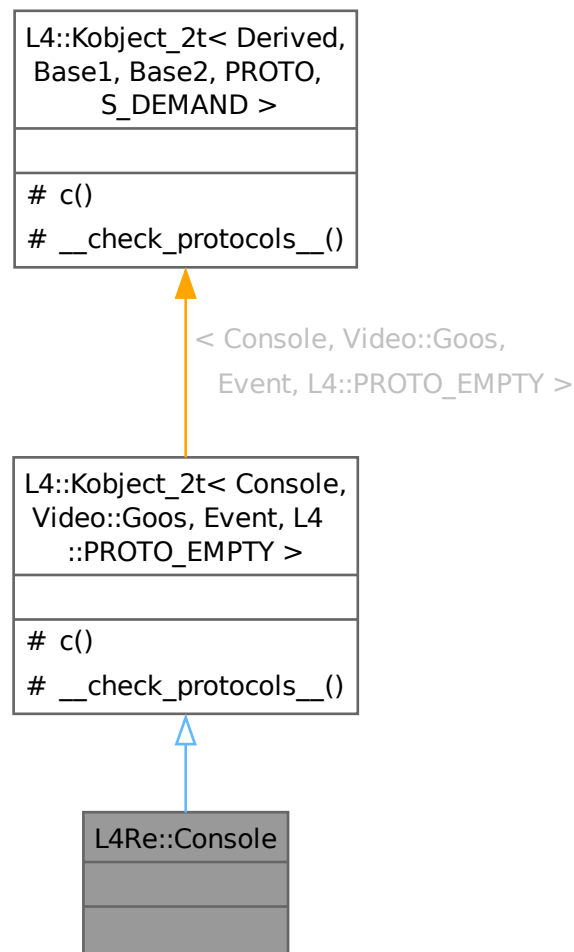 L4::Kobject_2t< Derived,
Base1, Base2, PROTO,
S_DEMAND >
# c()
# __check_protocols__()
< Console, Video::Goos,
Event, L4::PROTO_EMPTY >
L4::Kobject_2t< Console,
Video::Goos, Event, L4
::PROTO_EMPTY >
# c()
# __check_protocols__()
L4Re::Console